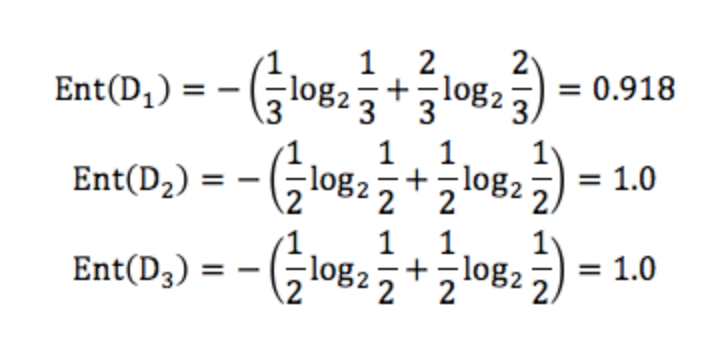 Ent(D₁) = −(1/3 log₂ 1/3 + 2/3 log₂ 2/3) = 0.918
Ent(D₂) = −(1/2 log₂ 1/2 + 1/2 log₂ 1/2) = 1.0
Ent(D₃) = −(1/2 log₂ 1/2 + 1/2 log₂ 1/2) = 1.0